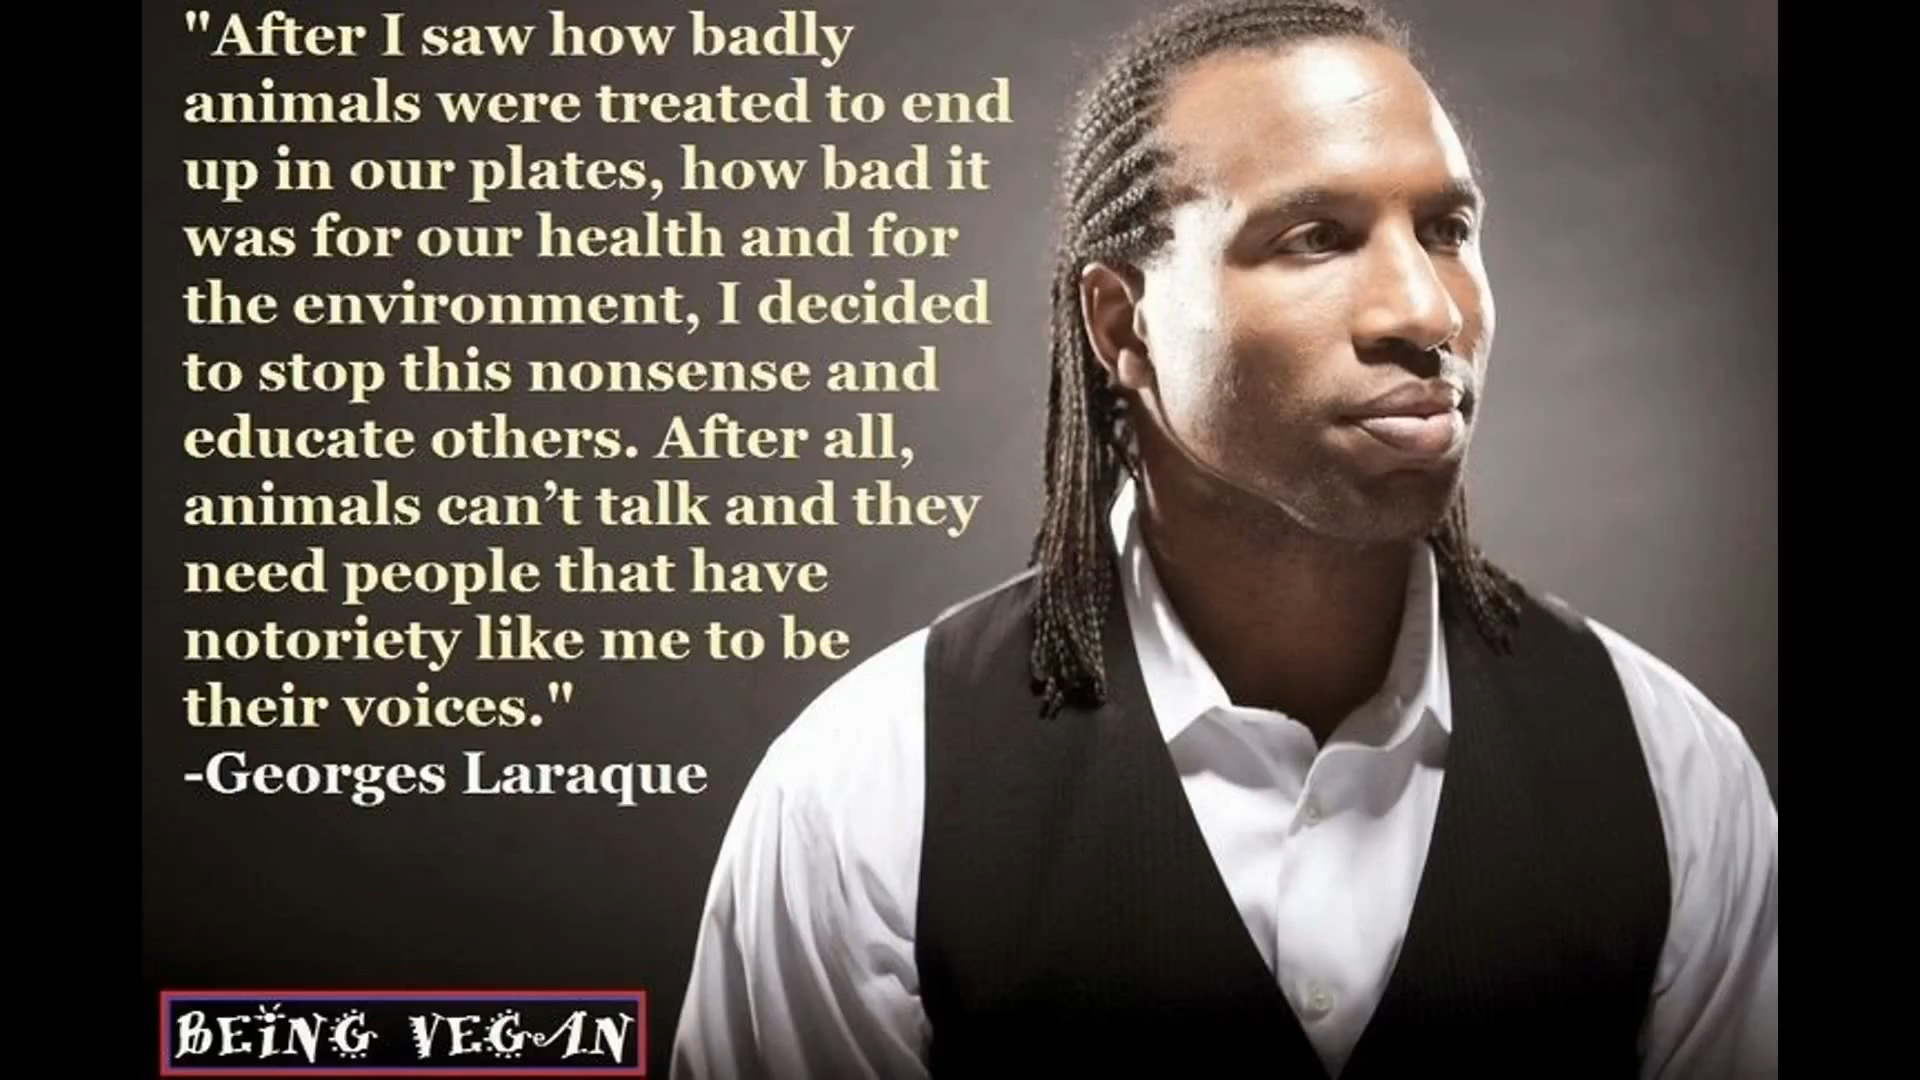 "After I saw how badly
animals were treated to end
up in our plates, how bad it
was for our health and for
the environment, I decided
to stop this nonsense and
educate others. After all,
animals can’t talk and they
need people that have
notoriety like me to be
their voices."
-Georges Laraque
BEING VEGAN